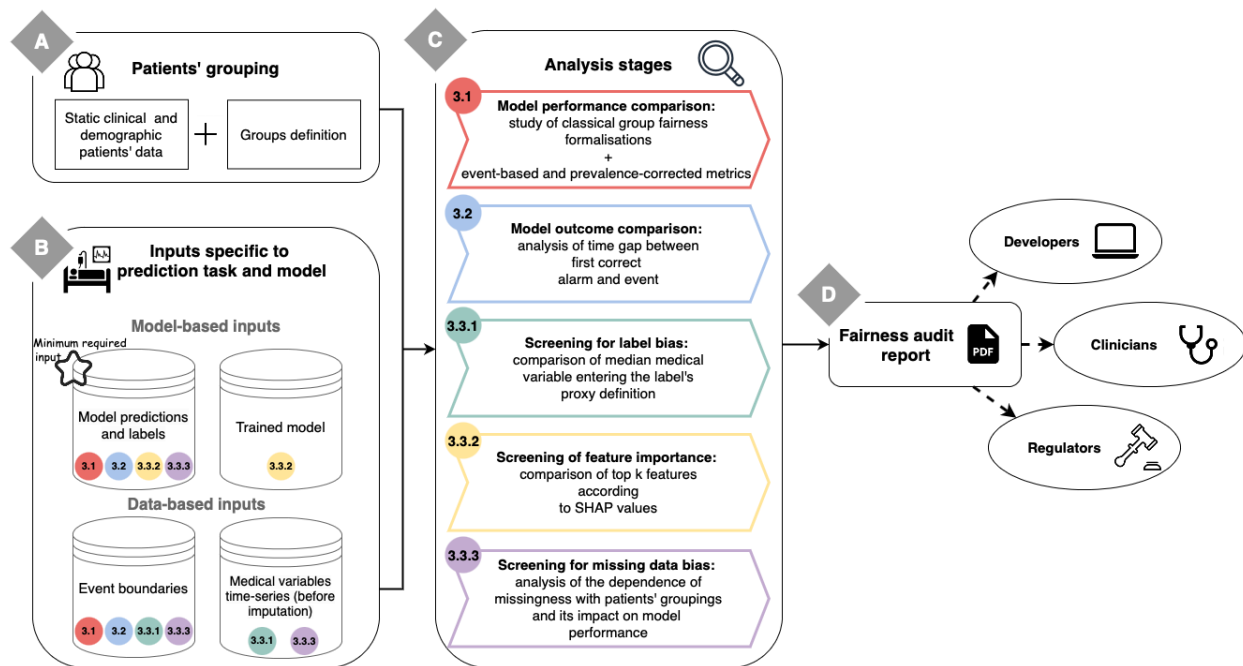 A
Patients' grouping
Static clinical and
demographic
patients' data
+
Groups definition
B
Inputs specific to
prediction task and model
Model-based inputs
Minimum required
input
Model predictions
and labels
3.1 3.2 3.3.2 3.3.3
Trained model
3.3.2
Data-based inputs
Event boundaries
3.1 3.2 3.3.1 3.3.3
Medical variables
time-series (before
imputation)
3.3.1 3.3.3
C
Analysis stages
3.1
Model performance comparison:
study of classical group fairness
formalisations
+
event-based and prevalence-corrected metrics
3.2
Model outcome comparison:
analysis of time gap between
first correct
alarm and event
3.3.1
Screening for label bias:
comparison of median medical
variable entering the label's
proxy definition
3.3.2
Screening of feature importance:
comparison of top k features
according
to SHAP values
3.3.3
Screening for missing data bias:
analysis of the dependence of
missingness with patients' groupings
and its impact on model
performance
D
Fairness audit
report
PDF
Developers
Clinicians
Regulators